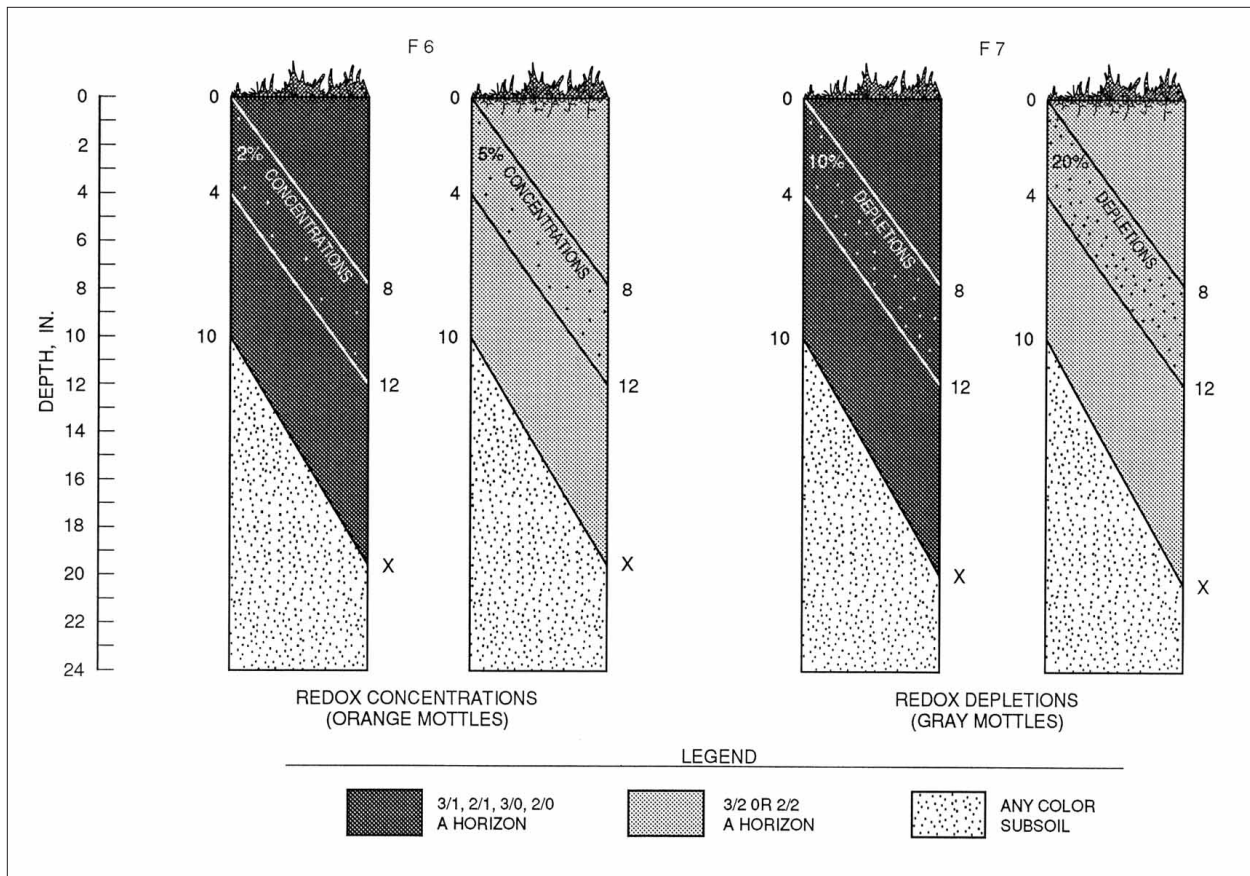 F 6
F 7
DEPTH, IN.
0
2
4
6
8
10
12
14
16
18
20
22
24
0
4
10
2%
CONCENTRATIONS
8
12
X
0
4
10
5%
CONCENTRATIONS
8
12
X
0
4
10
10%
DEPLETIONS
8
12
X
0
4
10
20%
DEPLETIONS
8
12
X
REDOX CONCENTRATIONS
(ORANGE MOTTLES)
REDOX DEPLETIONS
(GRAY MOTTLES)
LEGEND
3/1, 2/1, 3/0, 2/0
A HORIZON
3/2 0R 2/2
A HORIZON
ANY COLOR
SUBSOIL